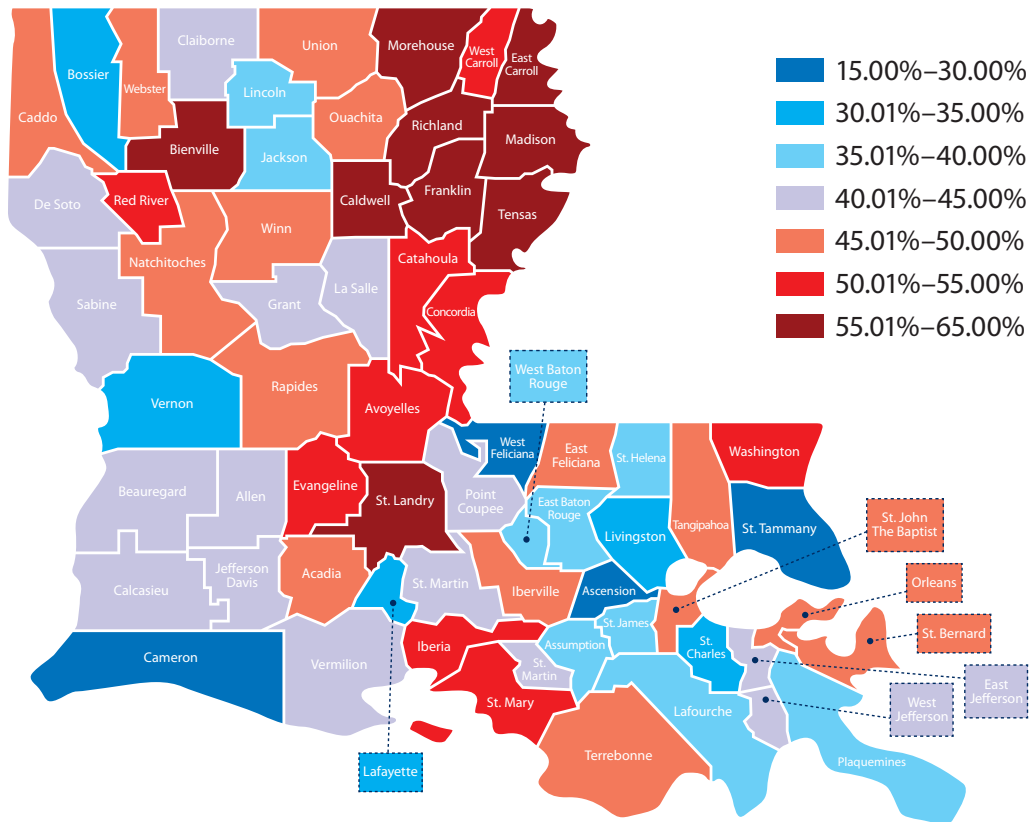 Claiborne
Union
Morehouse
West
Carroll
East
Carroll
Bossier
Webster
Lincoln
Caddo
Ouachita
Richland
Madison
Bienville
Jackson
Franklin
De Soto
Red River
Caldwell
Tensas
Winn
Natchitoches
Catahoula
Sabine
Grant
La Salle
Concordia
Vernon
Rapides
Avoyelles
West Baton
Rouge
West
Feliciana
East
Feliciana
St. Helena
Washington
Beauregard
Allen
Evangeline
St. Landry
Point
Coupee
East Baton
Rouge
Livingston
Tangipahoa
St. Tammany
St. John
The Baptist
Calcasieu
Jefferson
Davis
Acadia
St. Martin
Iberville
Ascension
Orleans
St. James
St. Bernard
Cameron
Vermilion
Iberia
St.
Martin
Assumption
St.
Charles
East
Jefferson
West
Jefferson
St. Mary
Lafourche
Terrebonne
Plaquemines
Lafayette
15.00%–30.00%
30.01%–35.00%
35.01%–40.00%
40.01%–45.00%
45.01%–50.00%
50.01%–55.00%
55.01%–65.00%